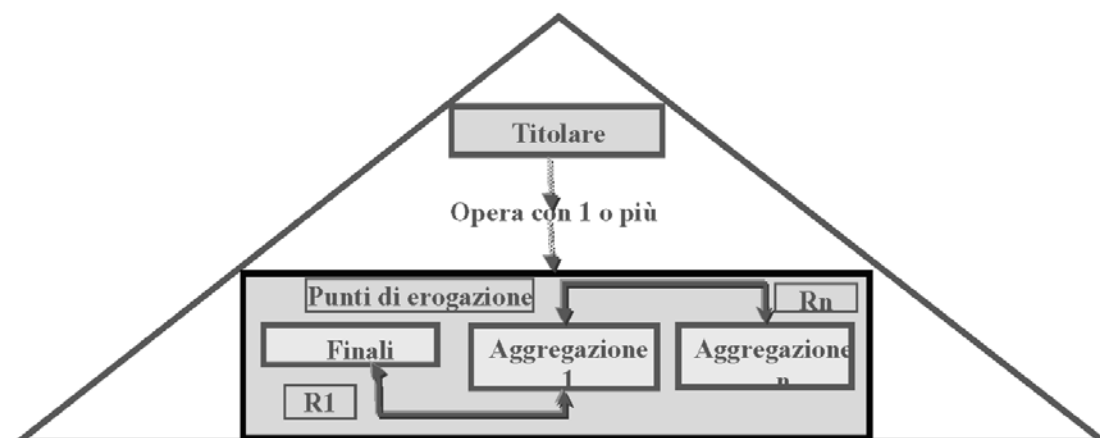 Titolare
Opera con 1 o più
Punti di erogazione
Rn
Finali
Aggregazione
1
Aggregazione
n
R1